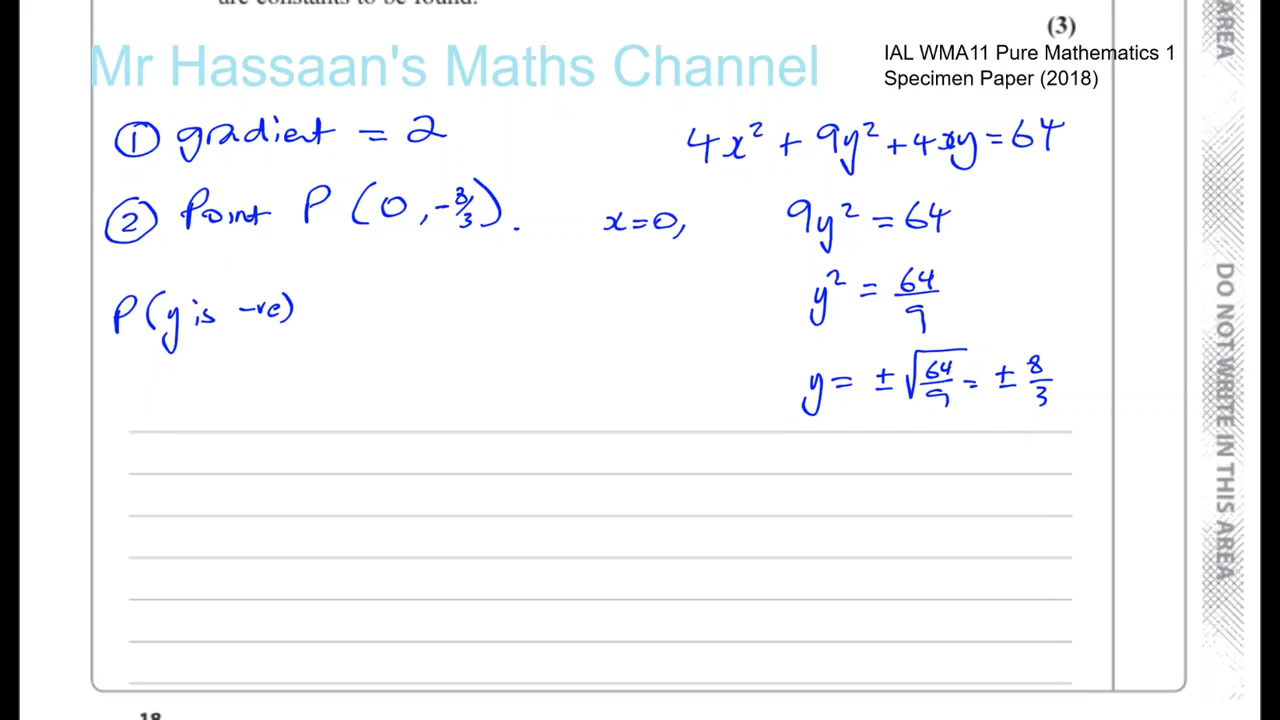 are constants to be found.
(3)
Mr Hassaan's Maths Channel
IAL WMA11 Pure Mathematics 1
Specimen Paper (2018)
① gradient = 2
4x² + 9y² + 4xy = 64
② Point P (0, -8/3).
x=0,
9y² = 64
P (y is -ve)
y² = 64/9
y = ± √64/9 = ± 8/3
AREA
DO NOT WRITE IN THIS AREA
18